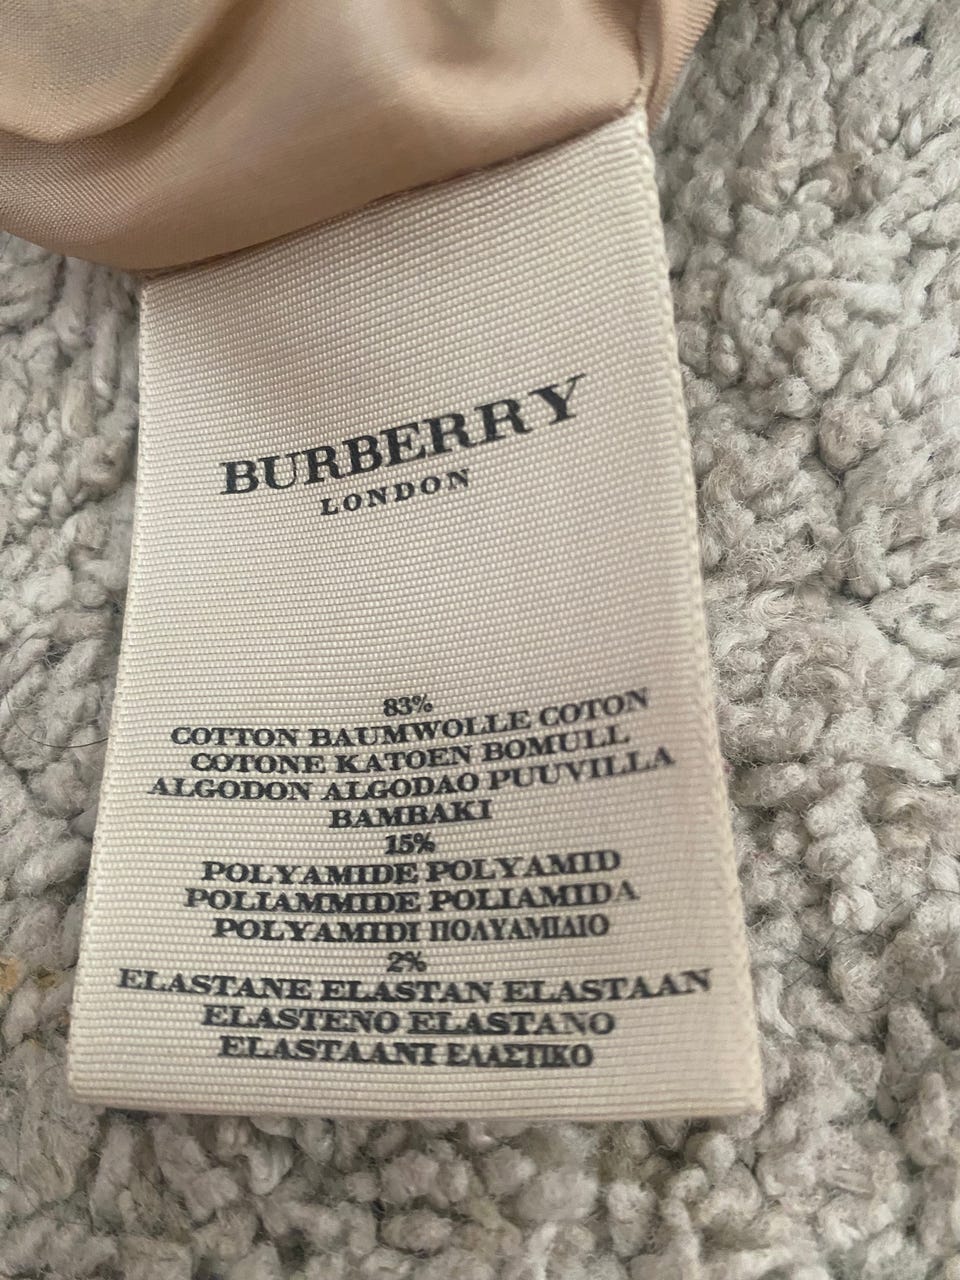 BURBERRY
LONDON
83%
COTTON BAUMWOLLE COTON
COTONE KATOEN BOMULL
ALGODON ALGODAO PUUVILLA
BAMBAKI
15%
POLYAMIDE POLYAMID
POLIAMMIDE POLIAMIDA
POLYAMIDI ΠΟΛΥΑΜΙΔΙΟ
2%
ELASTANE ELASTAN ELASTAAN
ELASTENO ELASTANO
ELASTAANI ΕΛΑΣΤΙΚΟ